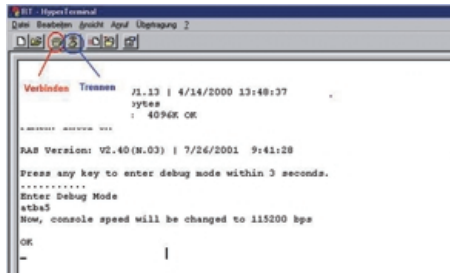 BT - HyperTerminal
Datei Bearbeiten Ansicht Anruf Übertragung ?
Verbinden Trennen
V1.13 | 4/14/2000 13:48:37
bytes
: 4096K OK
RAS Version: V2.40(N.03) | 7/26/2001 9:41:28
Press any key to enter debug mode within 3 seconds.
...........
Enter Debug Mode
atba5
Now, console speed will be changed to 115200 bps
OK